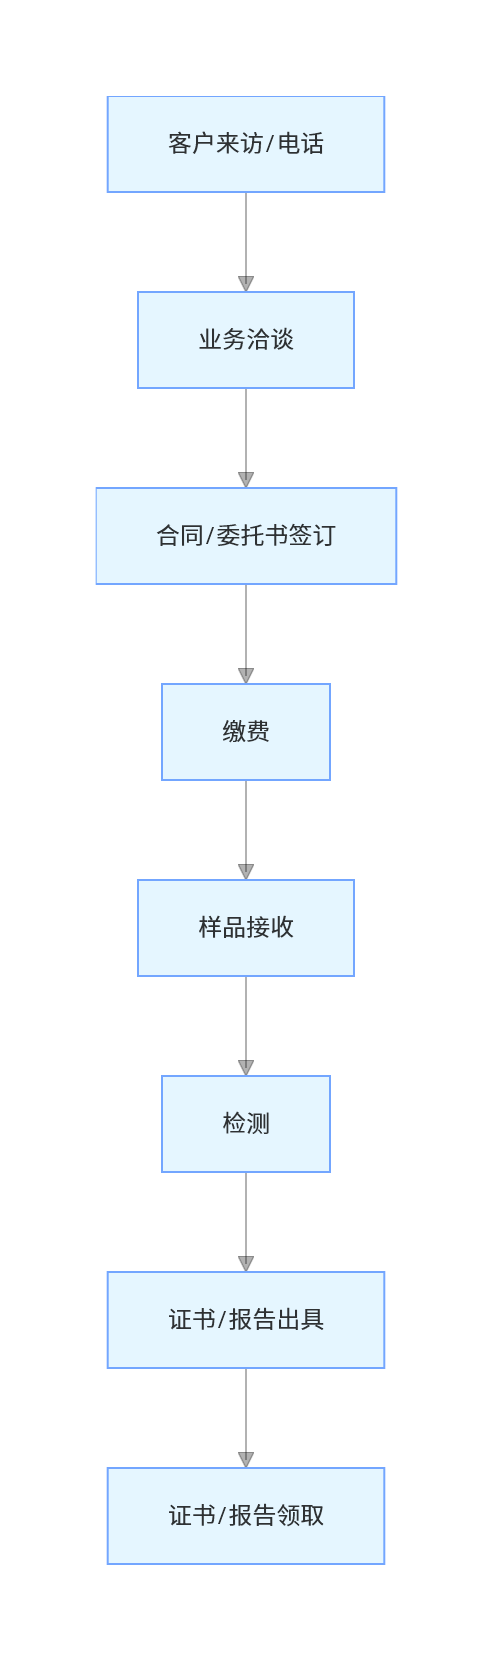 客户来访/电话
业务洽谈
合同/委托书签订
缴费
样品接收
检测
证书/报告出具
证书/报告领取